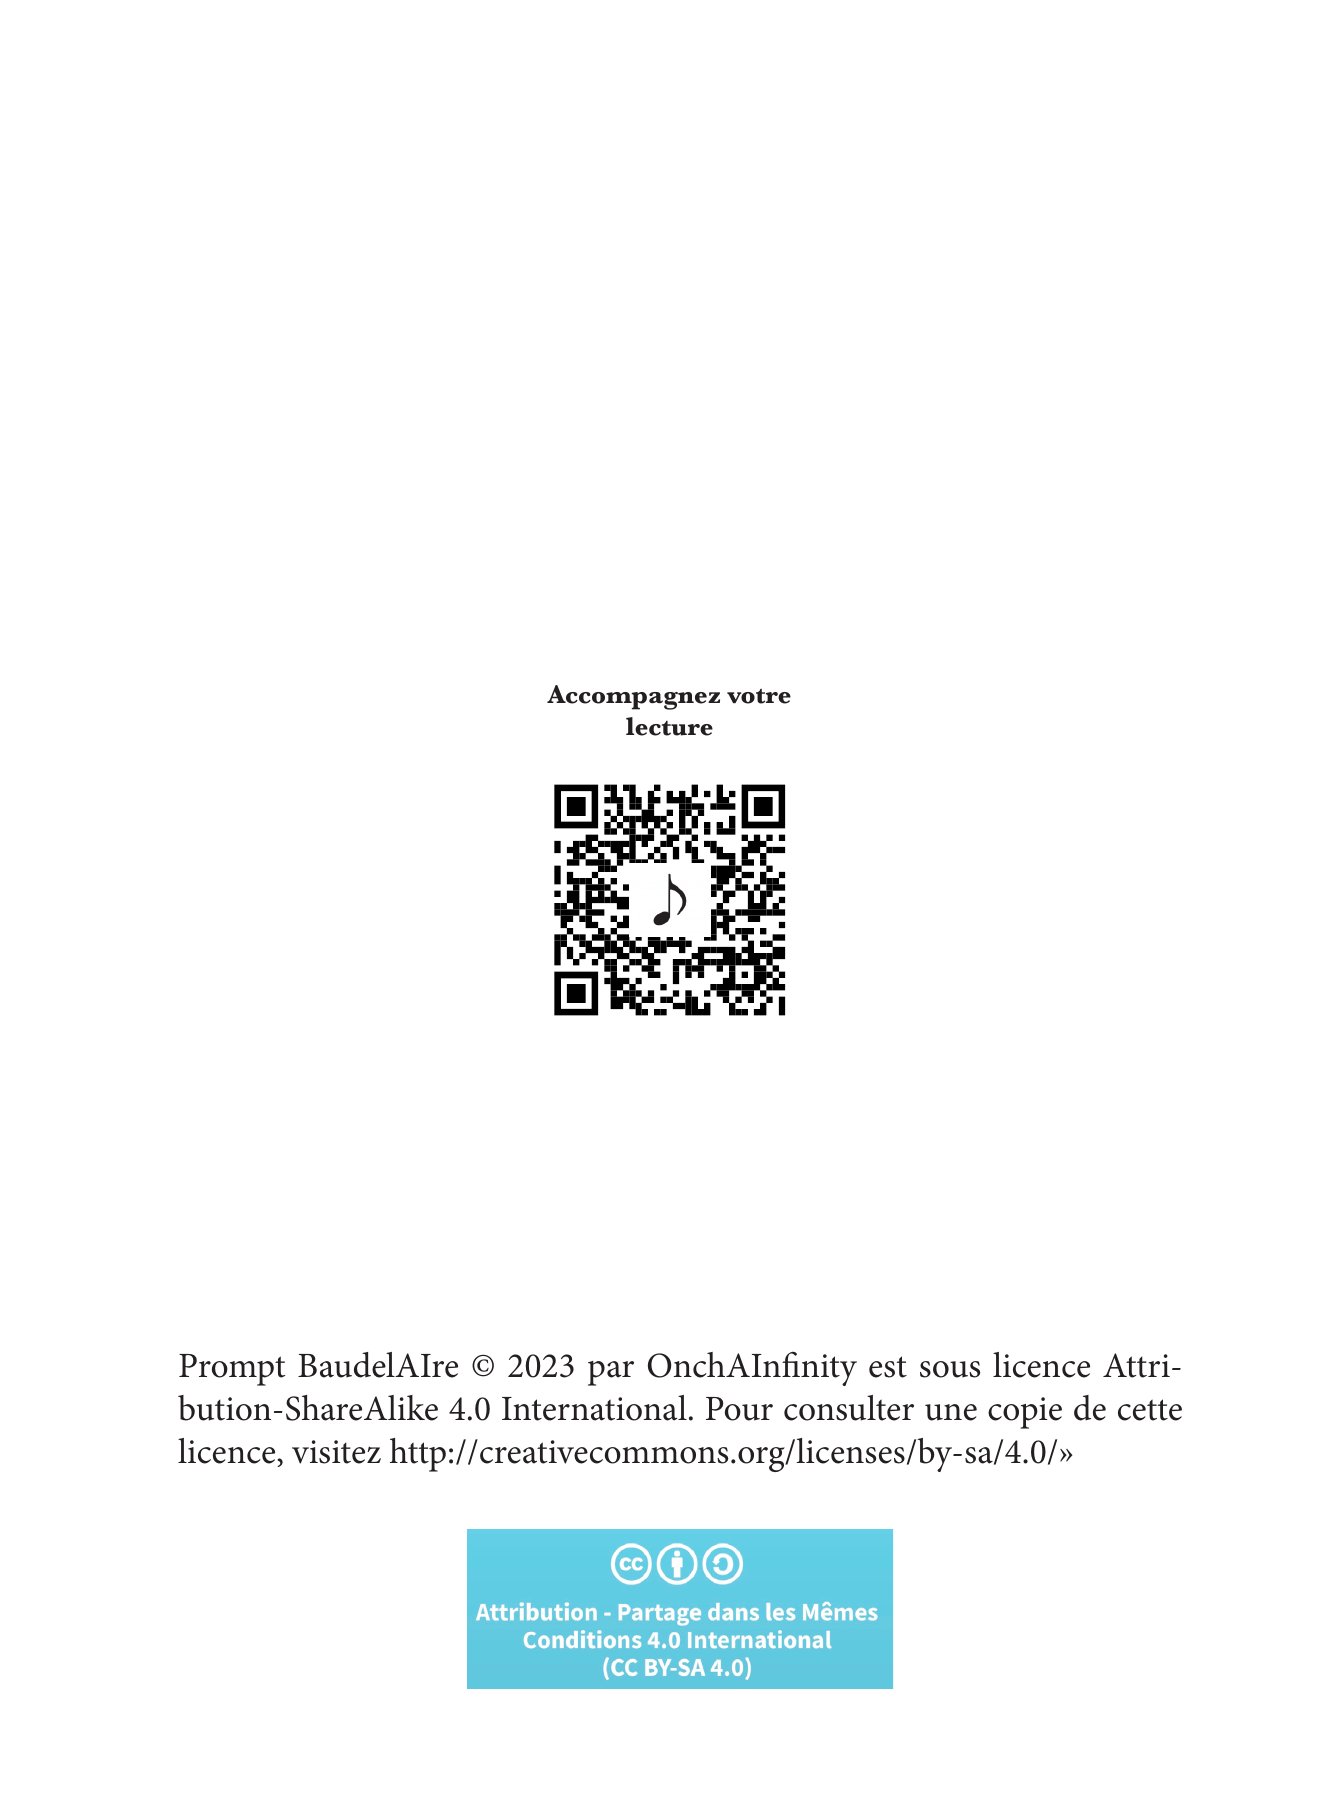 Accompagnez votre
lecture
Prompt BaudelAIre © 2023 par OnchAInfinity est sous licence Attri-
bution-ShareAlike 4.0 International. Pour consulter une copie de cette
licence, visitez http://creativecommons.org/licenses/by-sa/4.0/»
cc
Attribution - Partage dans les Mêmes
Conditions 4.0 International
(CC BY-SA 4.0)